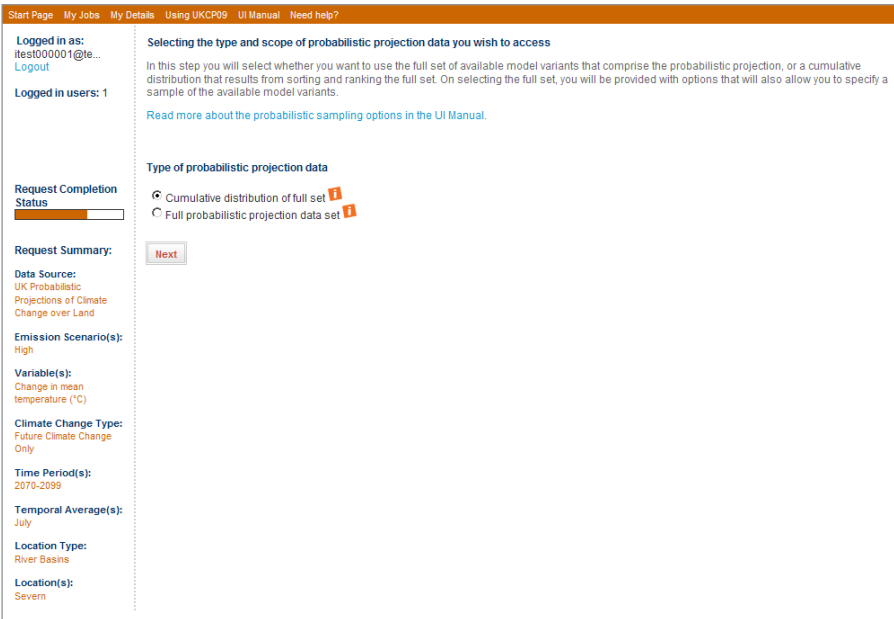 Start Page My Jobs My Details Using UKCP09 UI Manual Need help?
Logged in as:
itest000001@te...
Logout
Logged in users: 1
Request Completion
Status
Request Summary:
Data Source:
UK Probabilistic
Projections of Climate
Change over Land
Emission Scenario(s):
High
Variable(s):
Change in mean
temperature (°C)
Climate Change Type:
Future Climate Change
Only
Time Period(s):
2070-2099
Temporal Average(s):
July
Location Type:
River Basins
Location(s):
Severn
Selecting the type and scope of probabilistic projection data you wish to access
In this step you will select whether you want to use the full set of available model variants that comprise the probabilistic projection, or a cumulative
distribution that results from sorting and ranking the full set. On selecting the full set, you will be provided with options that will also allow you to specify a
sample of the available model variants.
Read more about the probabilistic sampling options in the UI Manual.
Type of probabilistic projection data
Cumulative distribution of full set i
Full probabilistic projection data set i
Next